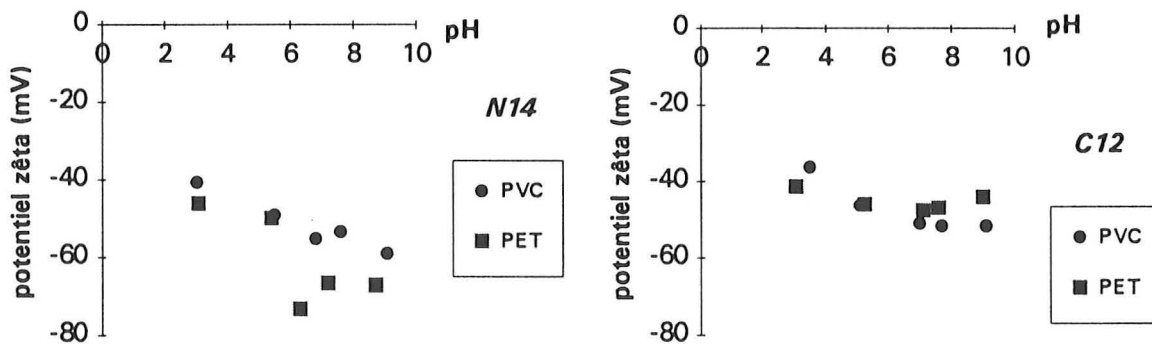 potentiel zêta (mV)
0
-20
-40
-60
-80
0 2 4 6 8 10
pH
N14
PVC
PET
potentiel zêta (mV)
0
-20
-40
-60
-80
0 2 4 6 8 10
pH
C12
PVC
PET